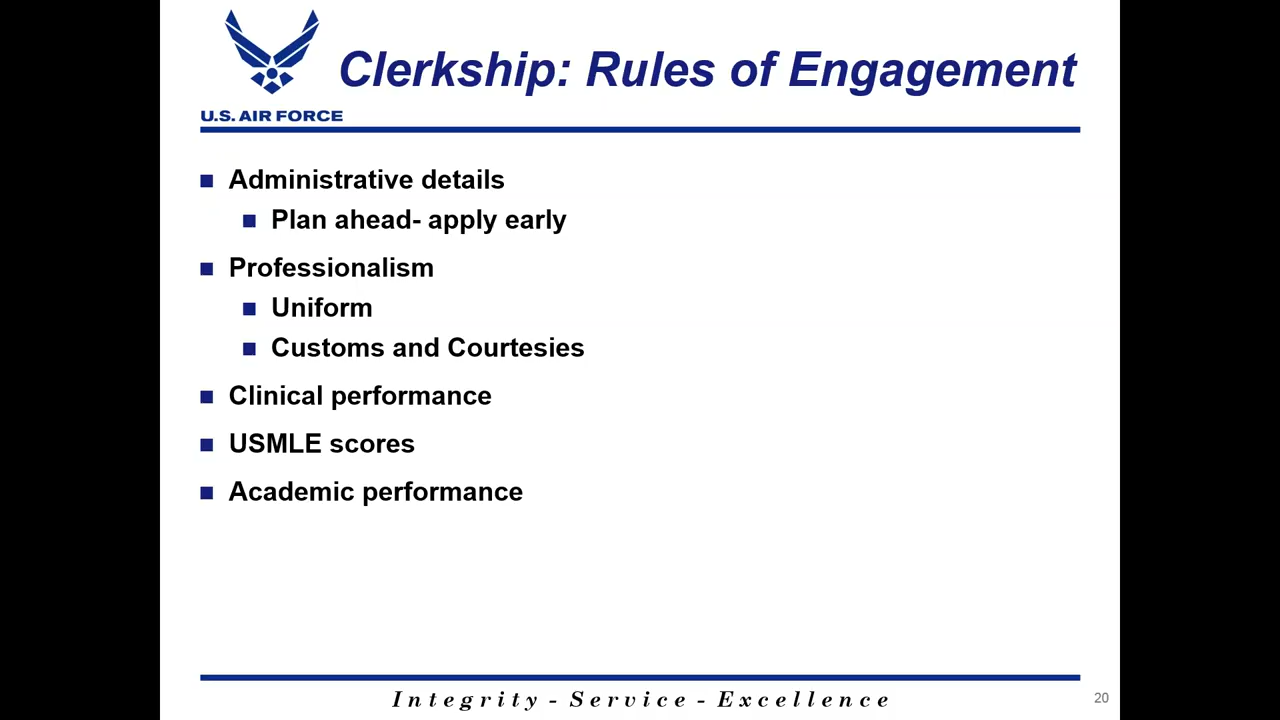 Clerkship: Rules of Engagement
U.S. AIR FORCE
Administrative details
Plan ahead- apply early
Professionalism
Uniform
Customs and Courtesies
Clinical performance
USMLE scores
Academic performance
Integrity - Service - Excellence
20